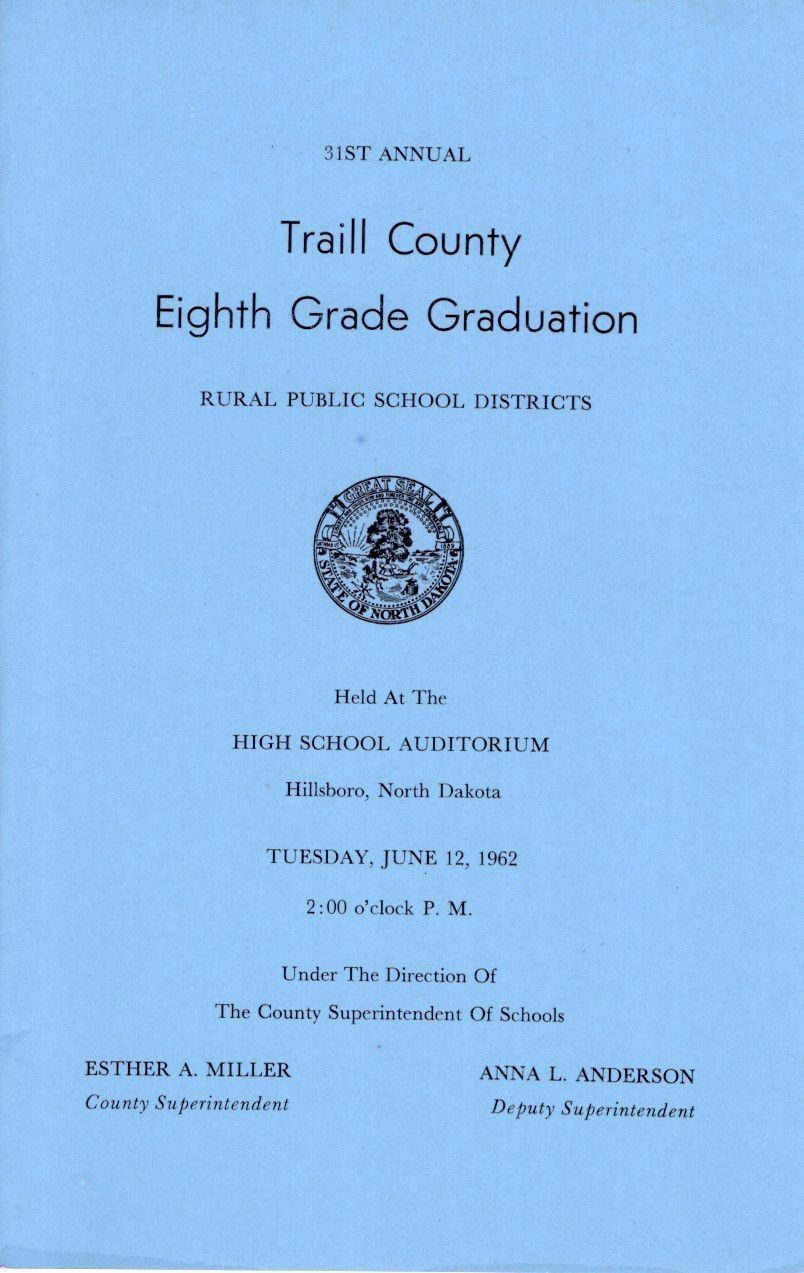 31ST ANNUAL
Traill County
Eighth Grade Graduation
RURAL PUBLIC SCHOOL DISTRICTS
GREAT SEAL
STATE OF NORTH DAKOTA
Held At The
HIGH SCHOOL AUDITORIUM
Hillsboro, North Dakota
TUESDAY, JUNE 12, 1962
2:00 o'clock P. M.
Under The Direction Of
The County Superintendent Of Schools
ESTHER A. MILLER
County Superintendent
ANNA L. ANDERSON
Deputy Superintendent